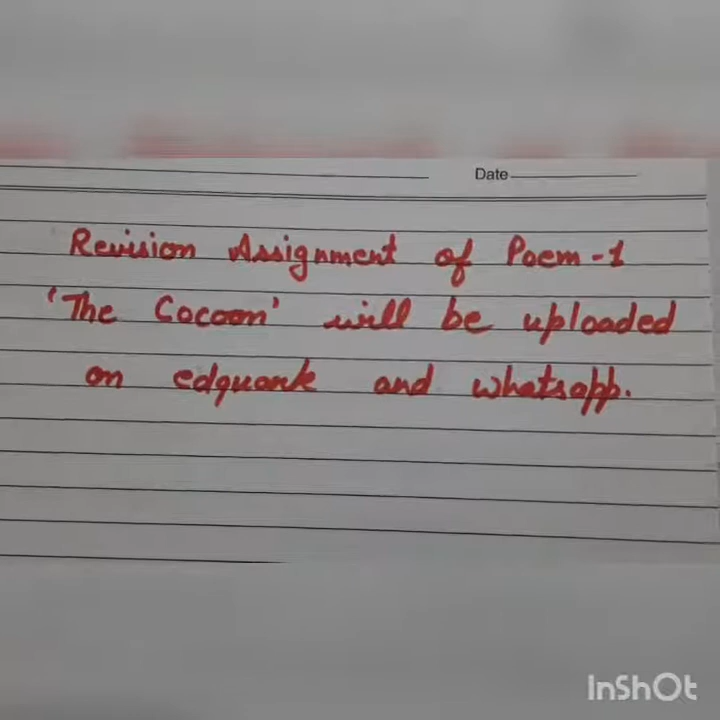 Date
Revision Assignment of Poem-1
'The Cocoon' will be uploaded
on edquark and whatsapp.
InShOt